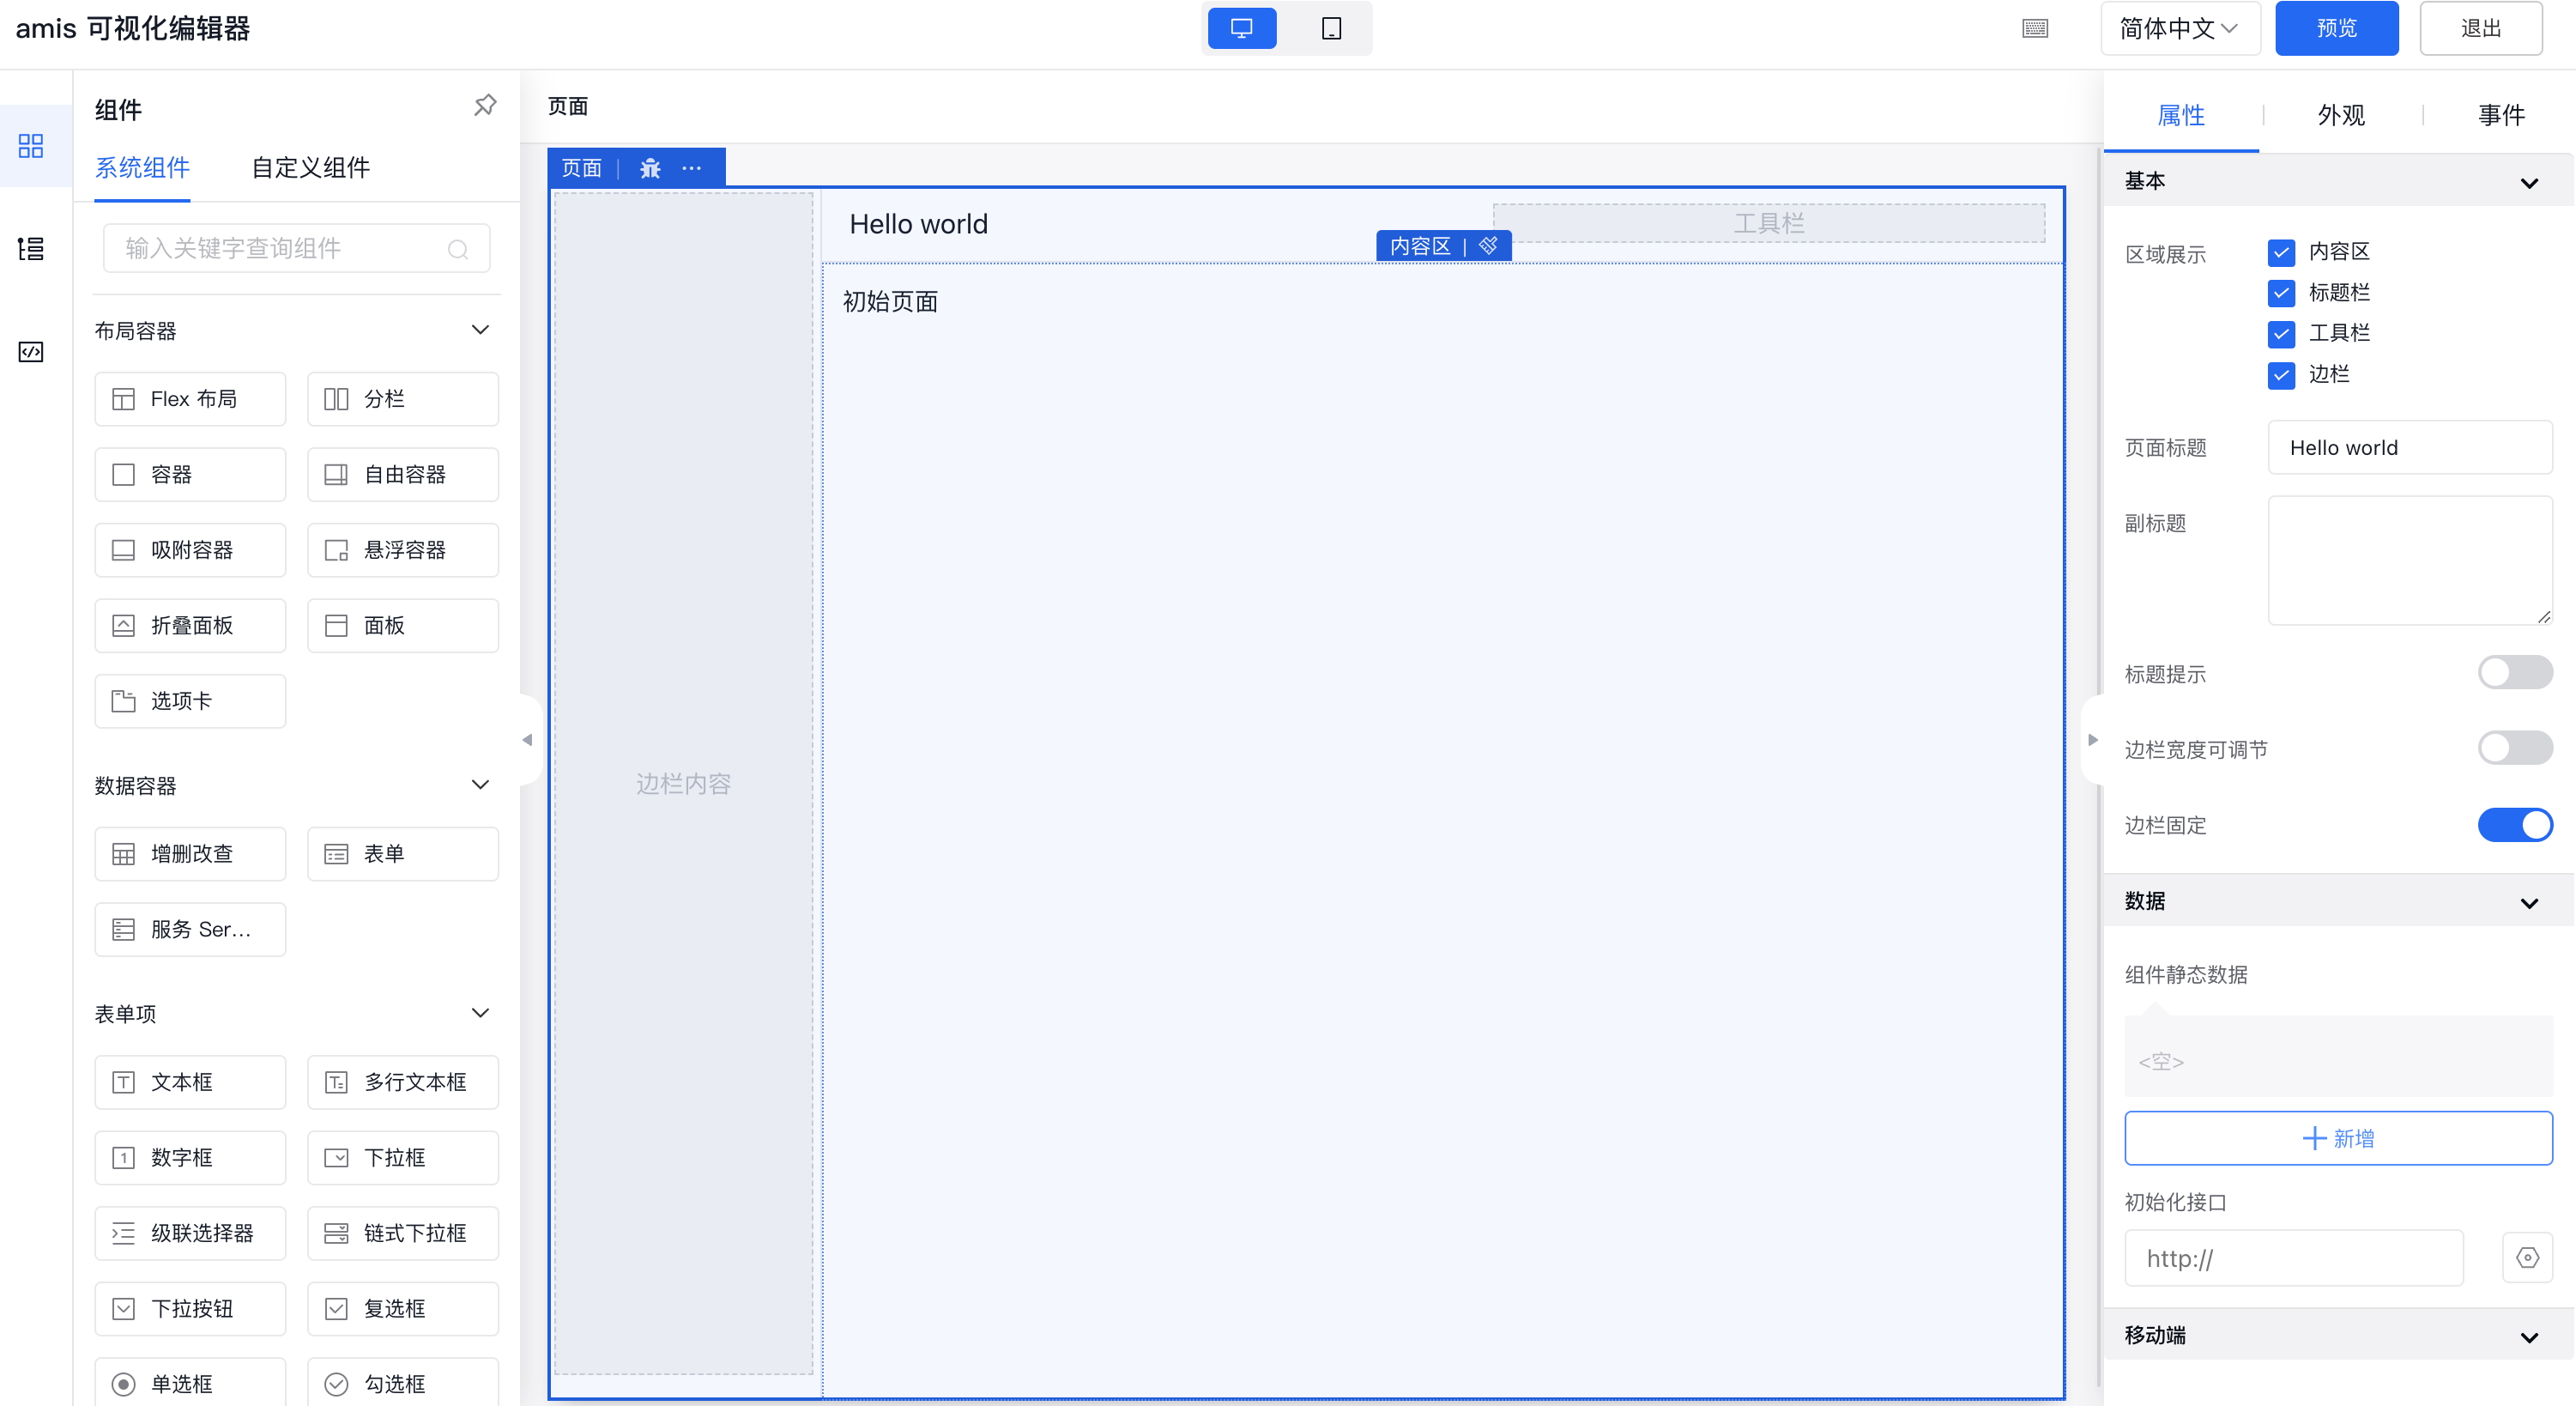 amis 可视化编辑器
简体中文
预览
退出
组件
系统组件
自定义组件
输入关键字查询组件
布局容器
Flex 布局
分栏
容器
自由容器
吸附容器
悬浮容器
折叠面板
面板
选项卡
数据容器
增删改查
表单
服务 Ser...
表单项
文本框
多行文本框
数字框
下拉框
级联选择器
链式下拉框
下拉按钮
复选框
单选框
勾选框
页面
页面
Hello world
工具栏
内容区
初始页面
边栏内容
属性
外观
事件
基本
区域展示
内容区
标题栏
工具栏
边栏
页面标题
Hello world
副标题
标题提示
边栏宽度可调节
边栏固定
数据
组件静态数据
<空>
新增
初始化接口
http://
移动端